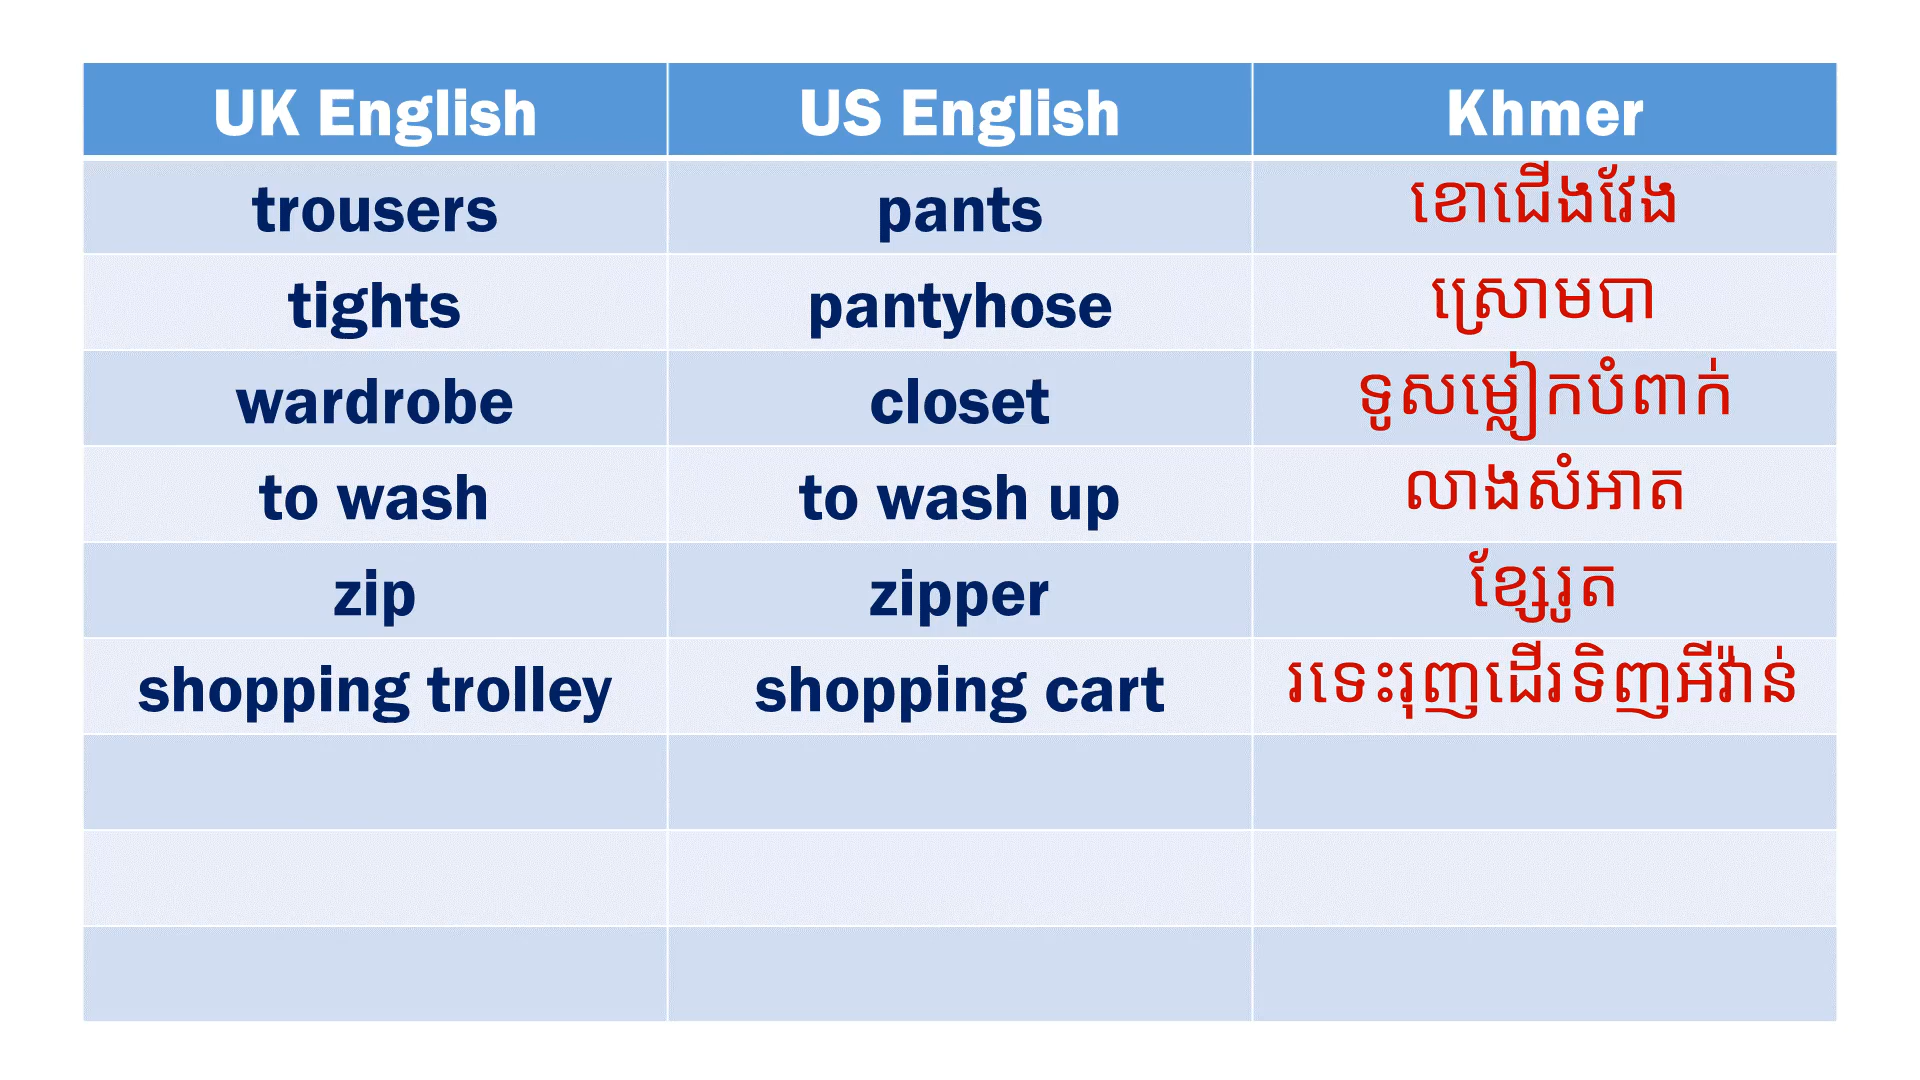 UK English US English Khmer
trousers pants ខោជើងវែង
tights pantyhose ស្រោមបា
wardrobe closet ទូសម្លៀកបំពាក់
to wash to wash up លាងសំអាត
zip zipper ខ្សែរូត
shopping trolley shopping cart រទេះរុញដើរទិញអីវ៉ាន់